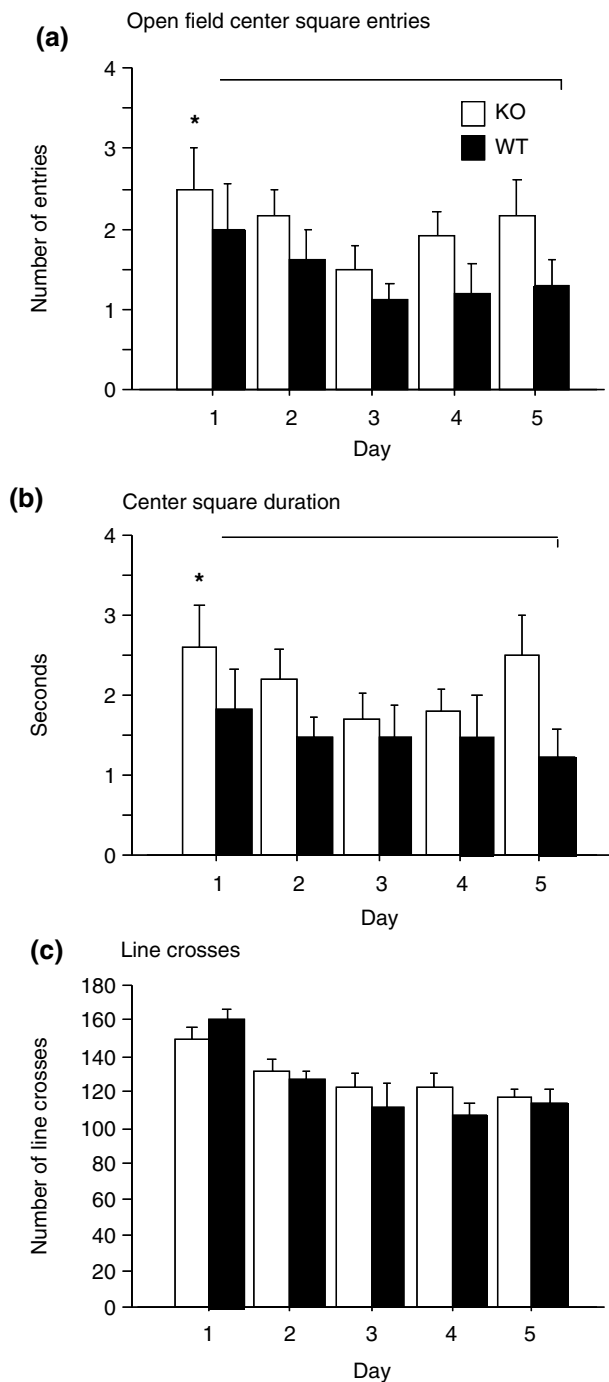 (a) Open field center square entries
4
3
2
1
0
Number of entries
*
KO
WT
1 2 3 4 5
Day
(b) Center square duration
4
3
2
1
0
Seconds
*
1 2 3 4 5
Day
(c) Line crosses
180
160
140
120
100
80
60
40
20
0
Number of line crosses
1 2 3 4 5
Day